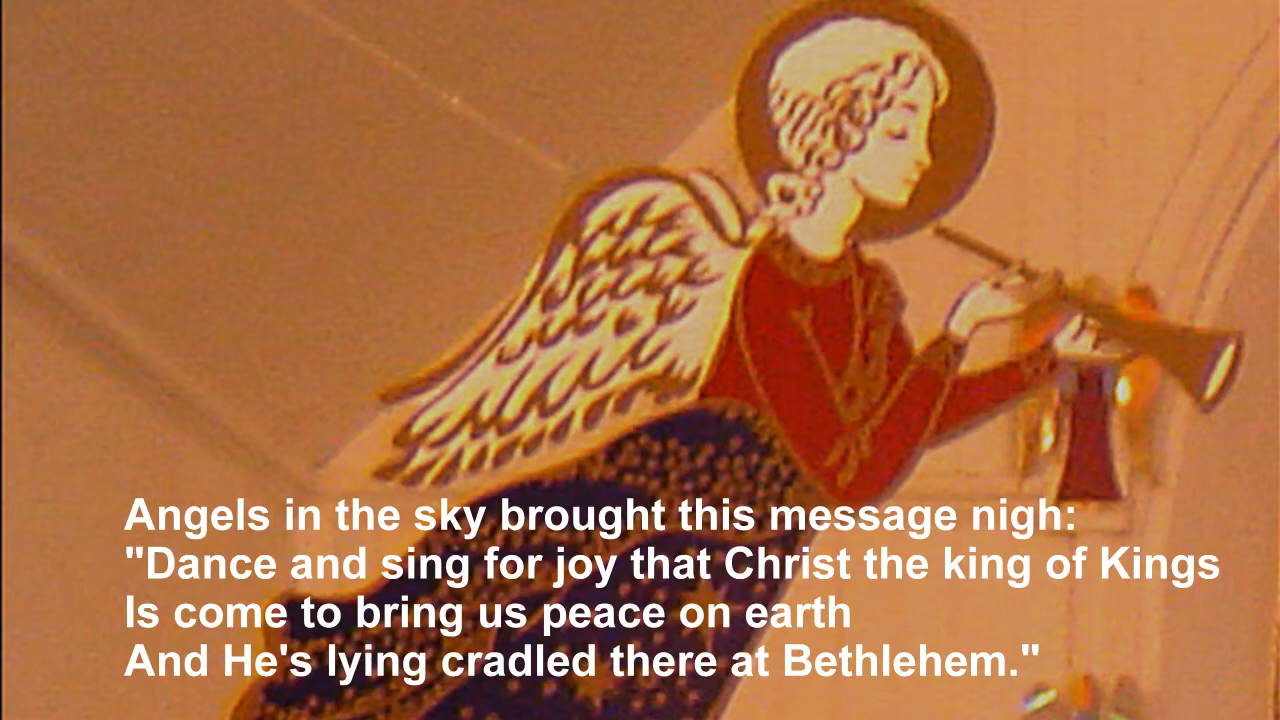 Angels in the sky brought this message nigh:
"Dance and sing for joy that Christ the king of Kings
Is come to bring us peace on earth
And He's lying cradled there at Bethlehem."